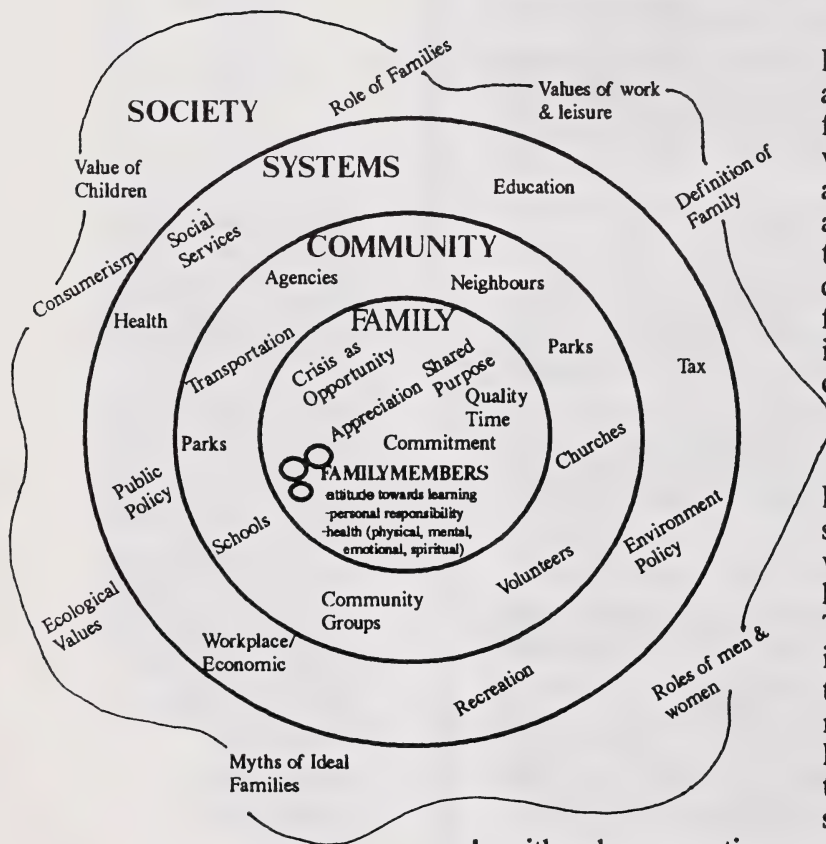 Role of Families
Values of work
& leisure
SOCIETY
SYSTEMS
Value of
Children
Education
Definition of
Family
Social
Services
COMMUNITY
Consumerism
Agencies
Neighbours
Health
FAMILY
Transportation
Crisis as
Opportunity
Appreciation
Shared
Purpose
Parks
Tax
Quality
Time
Parks
Commitment
Churches
FAMILY MEMBERS
-attitude towards learning
-personal responsibility
-health (physical, mental,
emotional, spiritual)
Public
Policy
Schools
Environment
Policy
Volunteers
Ecological
Values
Community
Groups
Workplace/
Economic
Recreation
Roles of men &
women
Myths of Ideal
Families